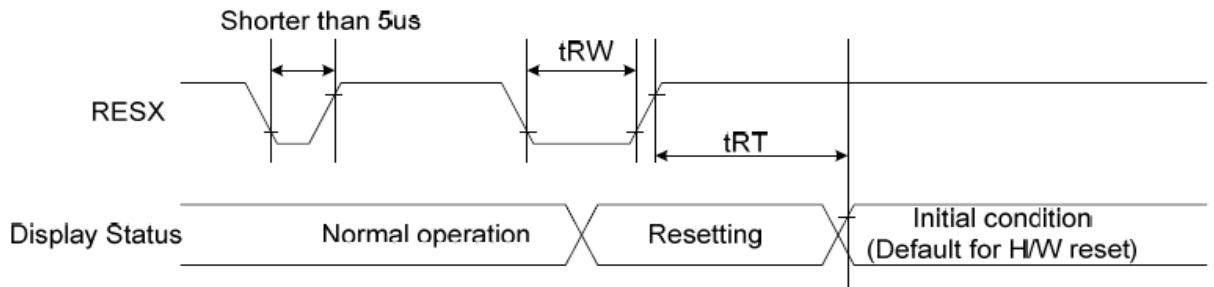 Shorter than 5us
tRW
RESX
tRT
Display Status
Normal operation
Resetting
Initial condition
(Default for H/W reset)